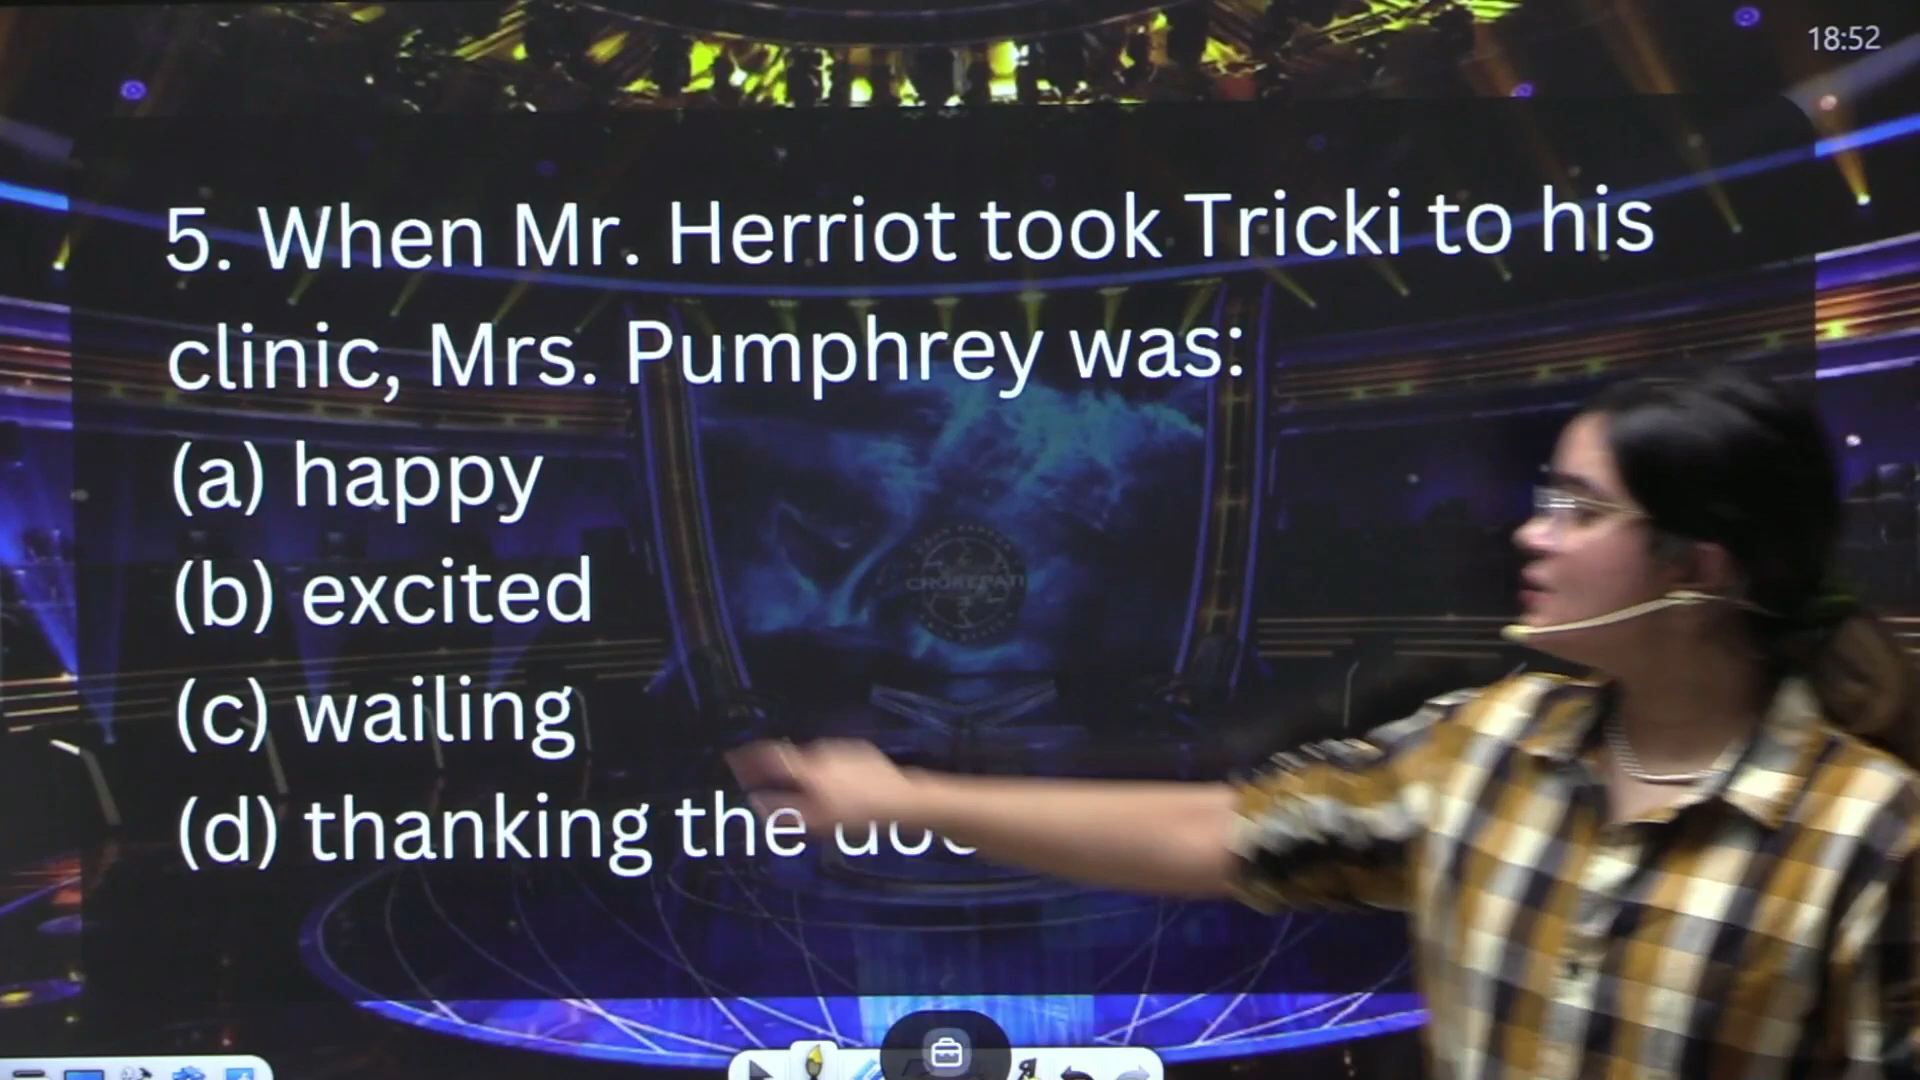 18:52
5. When Mr. Herriot took Tricki to his
clinic, Mrs. Pumphrey was:
(a) happy
(b) excited
(c) wailing
(d) thanking the